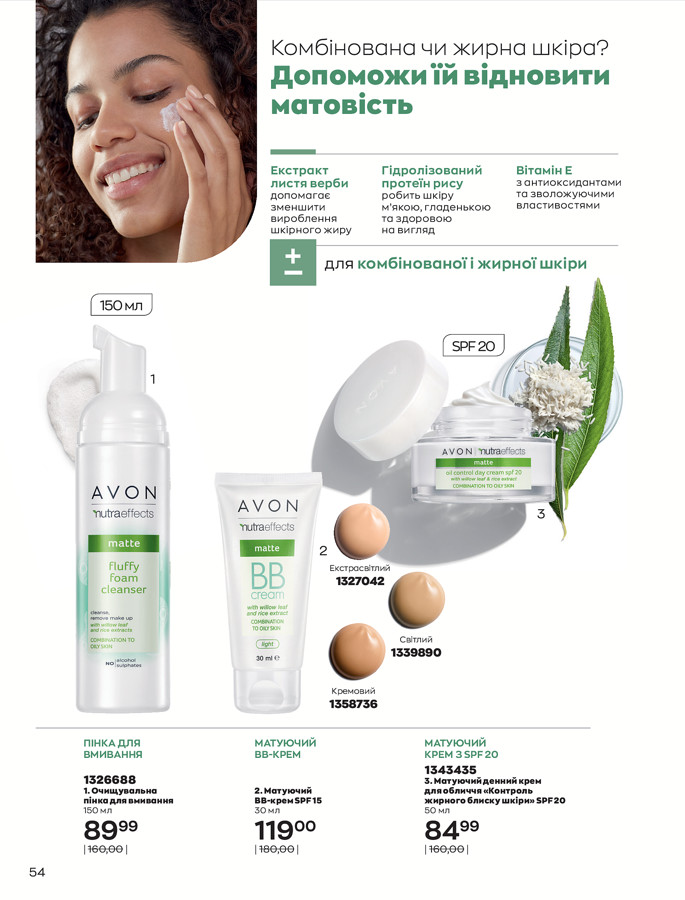 Комбінована чи жирна шкіра?
Допоможи їй відновити
матовість
Екстракт
листя верби
допомагає
зменшити
вироблення
шкірного жиру
Гідролізований
протеїн рису
робить шкіру
м'якою, гладенькою
та здоровою
на вигляд
Вітамін Е
з антиоксидантами
та зволожуючими
властивостями
+
–
для комбінованої і жирної шкіри
150 мл
1
AVON
nutraeffects
matte
fluffy
foam
cleanser
cleanse,
remove make up
with willow leaf
and rice extracts
COMBINATION TO
OILY SKIN
NO alcohol
sulphates
AVON
nutraeffects
matte
BB
cream
with willow leaf
and rice extract
COMBINATION
TO OILY SKIN
light
30 ml e
2
Екстрасвітлий
1327042
Світлий
1339890
Кремовий
1358736
SPF 20
AVON
AVON nutraeffects
matte
oil control day cream spf 20
with willow leaf & rice extract
COMBINATION TO OILY SKIN
3
ПІНКА ДЛЯ
ВМИВАННЯ
1326688
1. Очищувальна
пінка для вмивання
150 мл
89⁹⁹
|160,00|
МАТУЮЧИЙ
ВВ-КРЕМ
2. Матуючий
ВВ-крем SPF 15
30 мл
119⁰⁰
|180,00|
МАТУЮЧИЙ
КРЕМ З SPF 20
1343435
3. Матуючий денний крем
для обличчя «Контроль
жирного блиску шкіри» SPF 20
50 мл
84⁹⁹
|160,00|
54